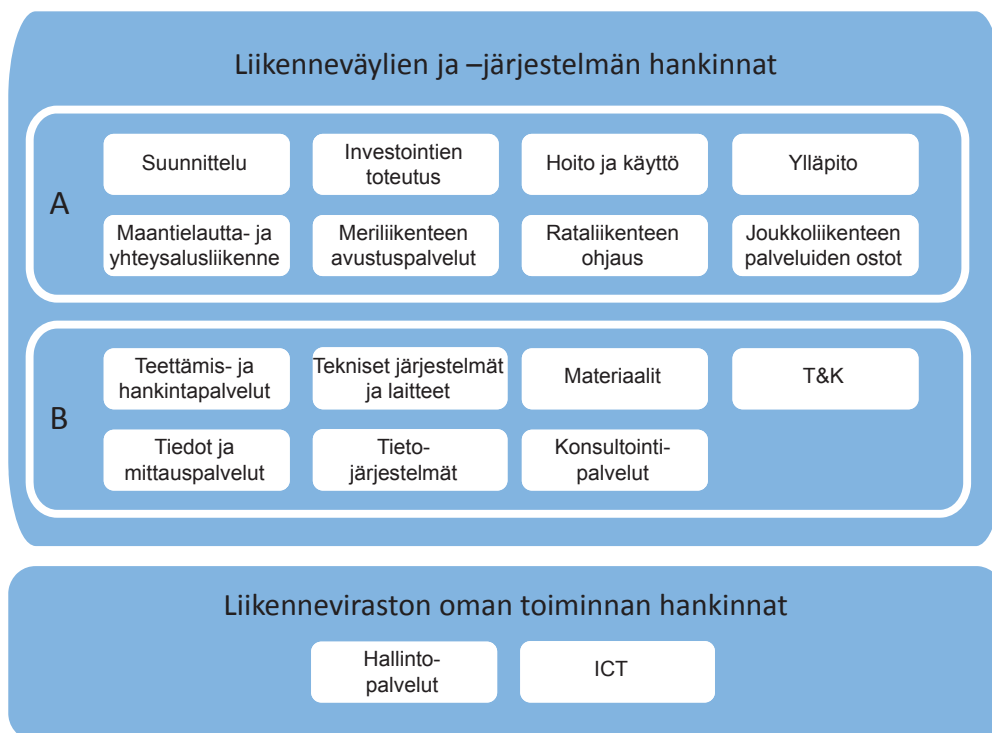 Liikenneväylien ja –järjestelmän hankinnat
A
Suunnittelu
Investointien
toteutus
Hoito ja käyttö
Ylläpito
Maantielautta- ja
yhteysalusliikenne
Meriliikenteen
avustuspalvelut
Rataliikenteen
ohjaus
Joukkoliikenteen
palveluiden ostot
B
Teettämis- ja
hankintapalvelut
Tekniset järjestelmät
ja laitteet
Materiaalit
T&K
Tiedot ja
mittauspalvelut
Tieto-
järjestelmät
Konsultointi-
palvelut
Liikenneviraston oman toiminnan hankinnat
Hallinto-
palvelut
ICT